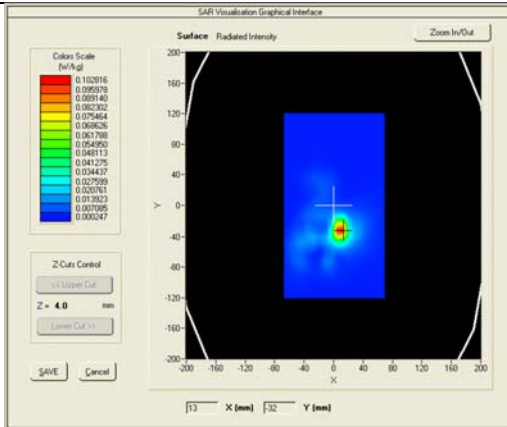 SAR Visualisation Graphical Interface
Surface Radiated Intensity
Zoom In/Out
Colors Scale
(W/kg)
0.102816
0.095978
0.089140
0.082302
0.075464
0.068626
0.061788
0.054950
0.048113
0.041275
0.034437
0.027599
0.020761
0.013923
0.007085
0.000247
Z-Cuts Control
<< Upper Cut
Z = 4.0 mm
Lower Cut >>
SAVE Cancel
200
160
120
80
40
0
-40
-80
-120
-160
-200
Y
-200 -160 -120 -80 -40 0 40 80 120 160 200
X
13 X (mm) -32 Y (mm)